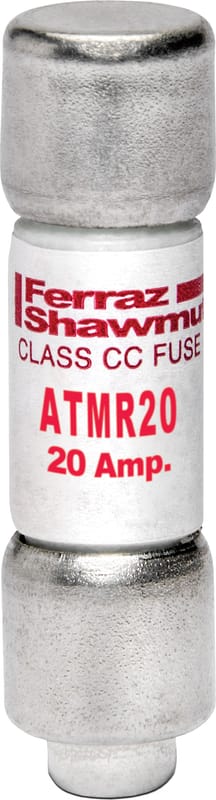 Ferraz
Shawmut
CLASS CC FUSE
ATMR20
20 Amp.